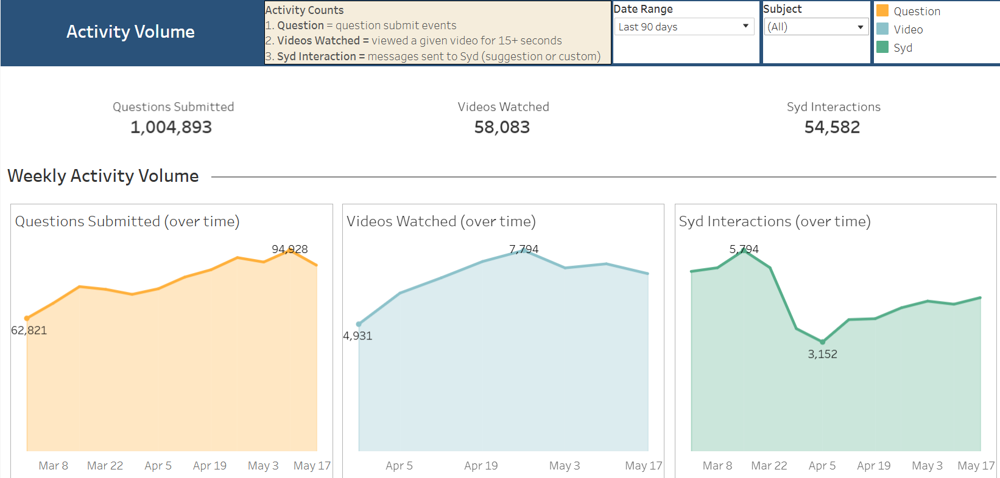 Activity Volume
Activity Counts
1. Question = question submit events
2. Videos Watched = viewed a given video for 15+ seconds
3. Syd Interaction = messages sent to Syd (suggestion or custom)
Date Range
Last 90 days
Subject
(All)
Question
Video
Syd
Questions Submitted
1,004,893
Videos Watched
58,083
Syd Interactions
54,582
Weekly Activity Volume
Questions Submitted (over time)
94,928
62,821
Mar 8 Mar 22 Apr 5 Apr 19 May 3 May 17
Videos Watched (over time)
7,794
4,931
Apr 5 Apr 19 May 3 May 17
Syd Interactions (over time)
5,794
3,152
Mar 8 Mar 22 Apr 5 Apr 19 May 3 May 17